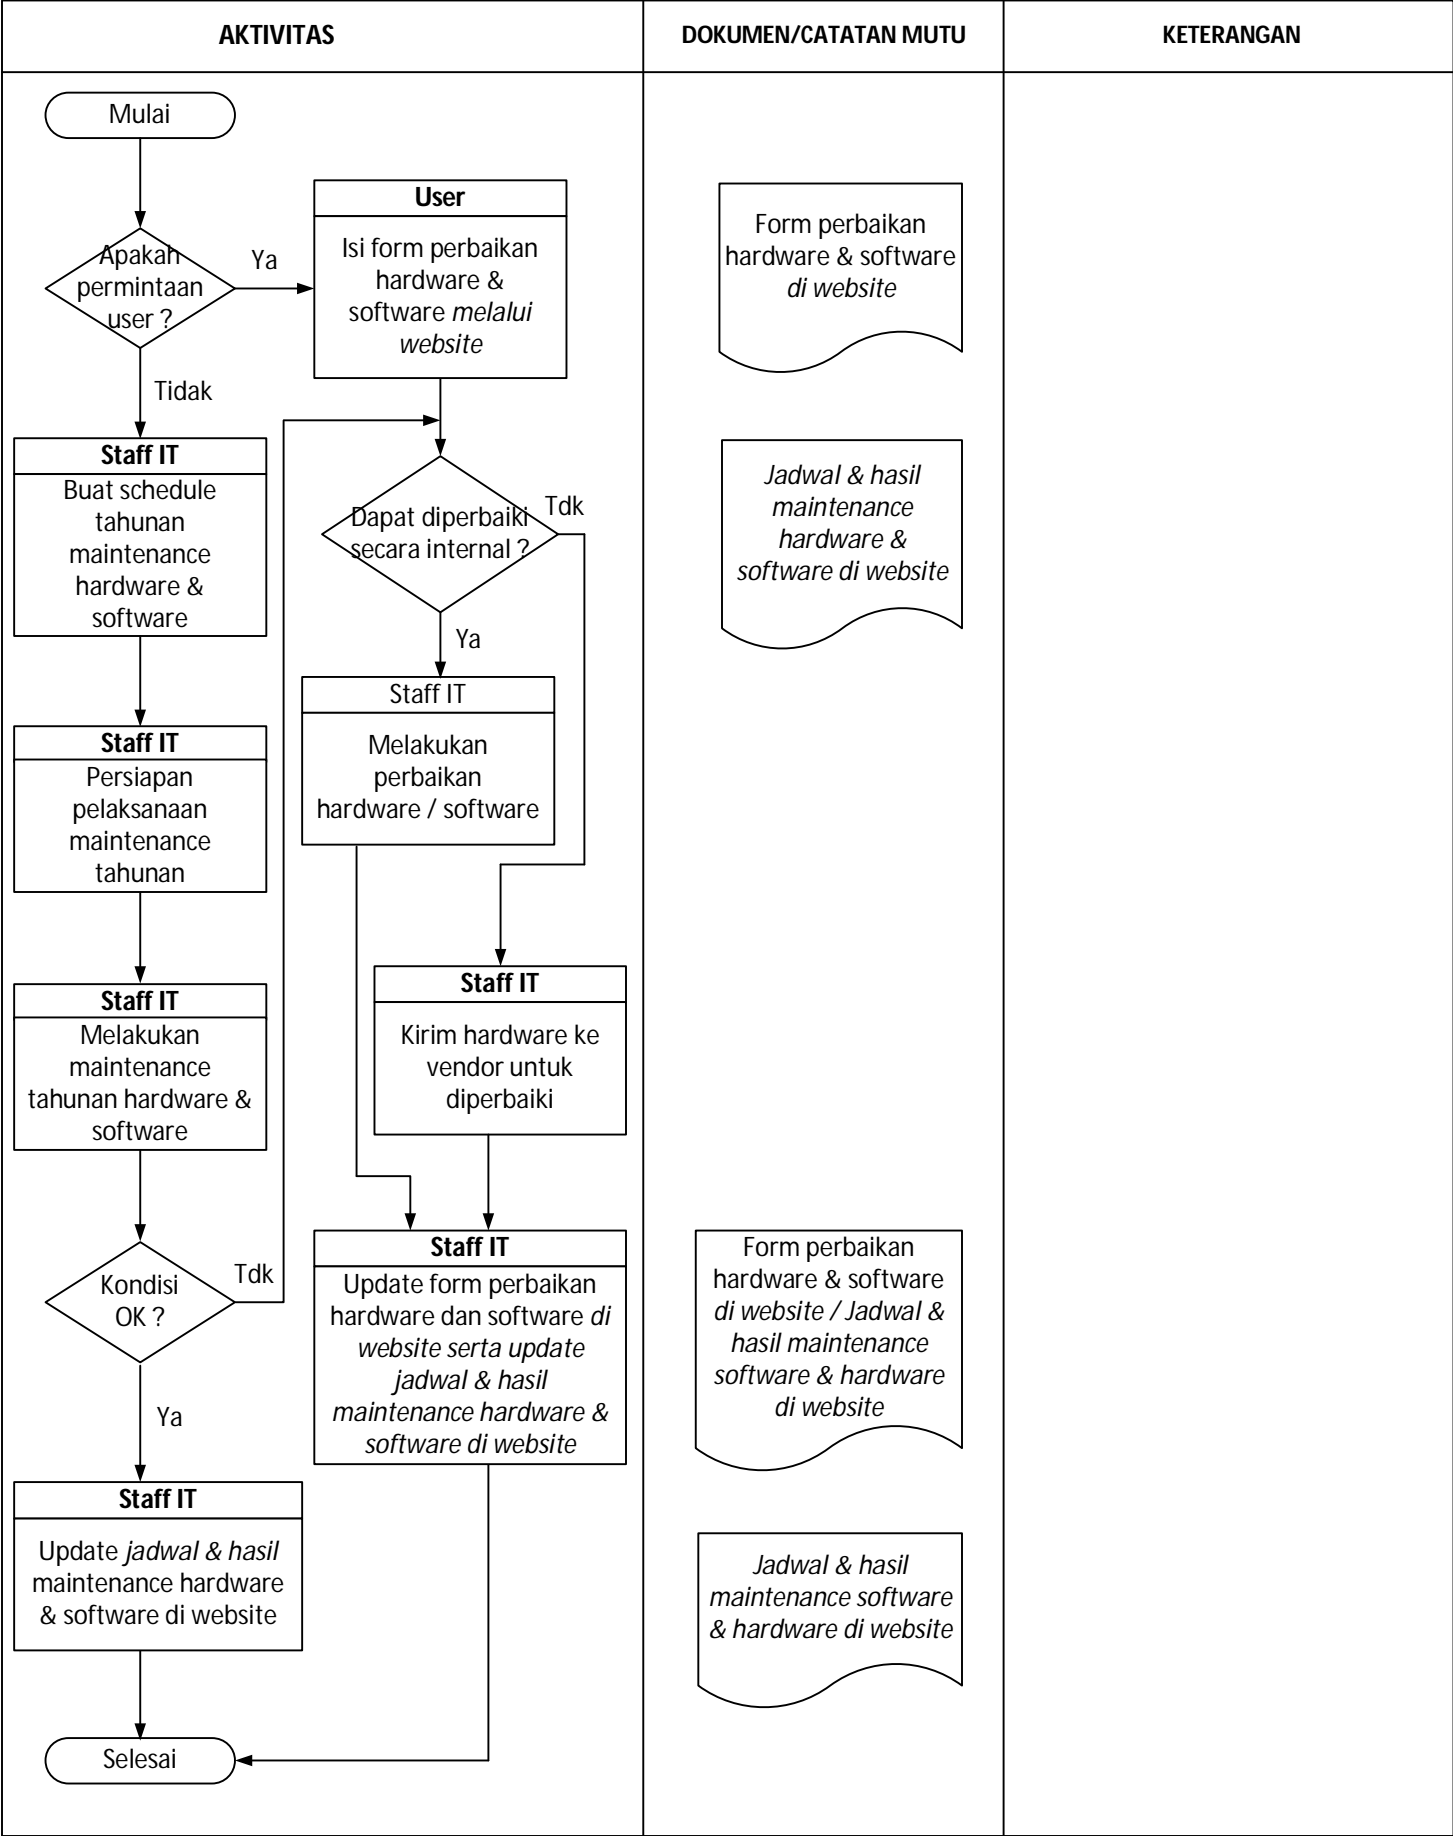 AKTIVITAS
DOKUMEN/CATATAN MUTU
KETERANGAN
Mulai
Apakah
permintaan
user ?
Ya
Tidak
User
Isi form perbaikan
hardware &
software melalui
website
Form perbaikan
hardware & software
di website
Staff IT
Buat schedule
tahunan
maintenance
hardware &
software
Dapat diperbaiki
secara internal ?
Tdk
Ya
Jadwal & hasil
maintenance
hardware &
software di website
Staff IT
Melakukan
perbaikan
hardware / software
Staff IT
Persiapan
pelaksanaan
maintenance
tahunan
Staff IT
Kirim hardware ke
vendor untuk
diperbaiki
Staff IT
Melakukan
maintenance
tahunan hardware &
software
Kondisi
OK ?
Tdk
Ya
Staff IT
Update form perbaikan
hardware dan software di
website serta update
jadwal & hasil
maintenance hardware &
software di website
Form perbaikan
hardware & software
di website / Jadwal &
hasil maintenance
software & hardware
di website
Staff IT
Update jadwal & hasil
maintenance hardware
& software di website
Jadwal & hasil
maintenance software
& hardware di website
Selesai